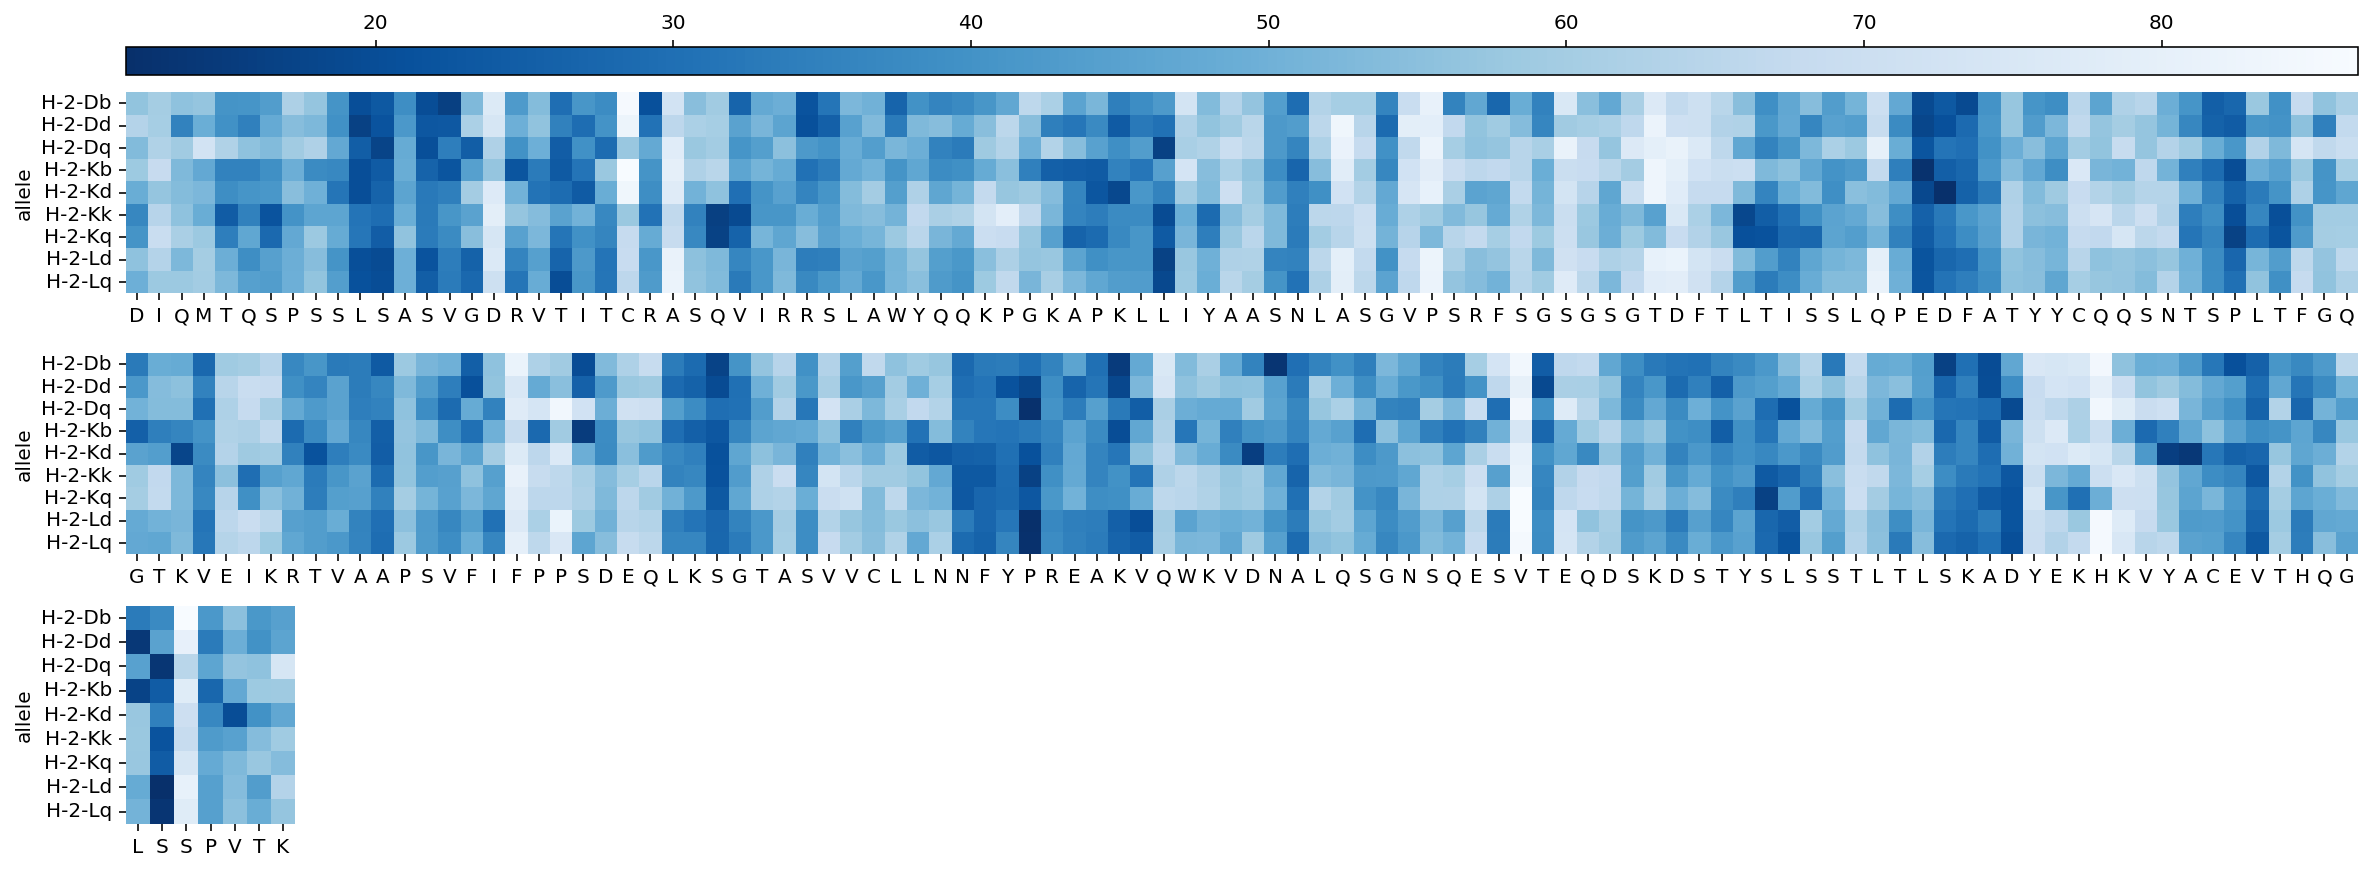 20 30 40 50 60 70 80
H-2-Db
H-2-Dd
H-2-Dq
H-2-Kb
H-2-Kd
H-2-Kk
H-2-Kq
H-2-Ld
H-2-Lq
allele
D I Q M T Q S P S S L S A S V G D R V T I T C R A S Q V I R R S L A W Y Q Q K P G K A P K L L I Y A A S N L A S G V P S R F S G S G S G T D F T L T I S S L Q P E D F A T Y Y C Q Q S N T S P L T F G Q
H-2-Db
H-2-Dd
H-2-Dq
H-2-Kb
H-2-Kd
H-2-Kk
H-2-Kq
H-2-Ld
H-2-Lq
allele
G T K V E I K R T V A A P S V F I F P P S D E Q L K S G T A S V V C L L N N F Y P R E A K V Q W K V D N A L Q S G N S Q E S V T E Q D S K D S T Y S L S S T L T L S K A D Y E K H K V Y A C E V T H Q G
H-2-Db
H-2-Dd
H-2-Dq
H-2-Kb
H-2-Kd
H-2-Kk
H-2-Kq
H-2-Ld
H-2-Lq
allele
L S S P V T K